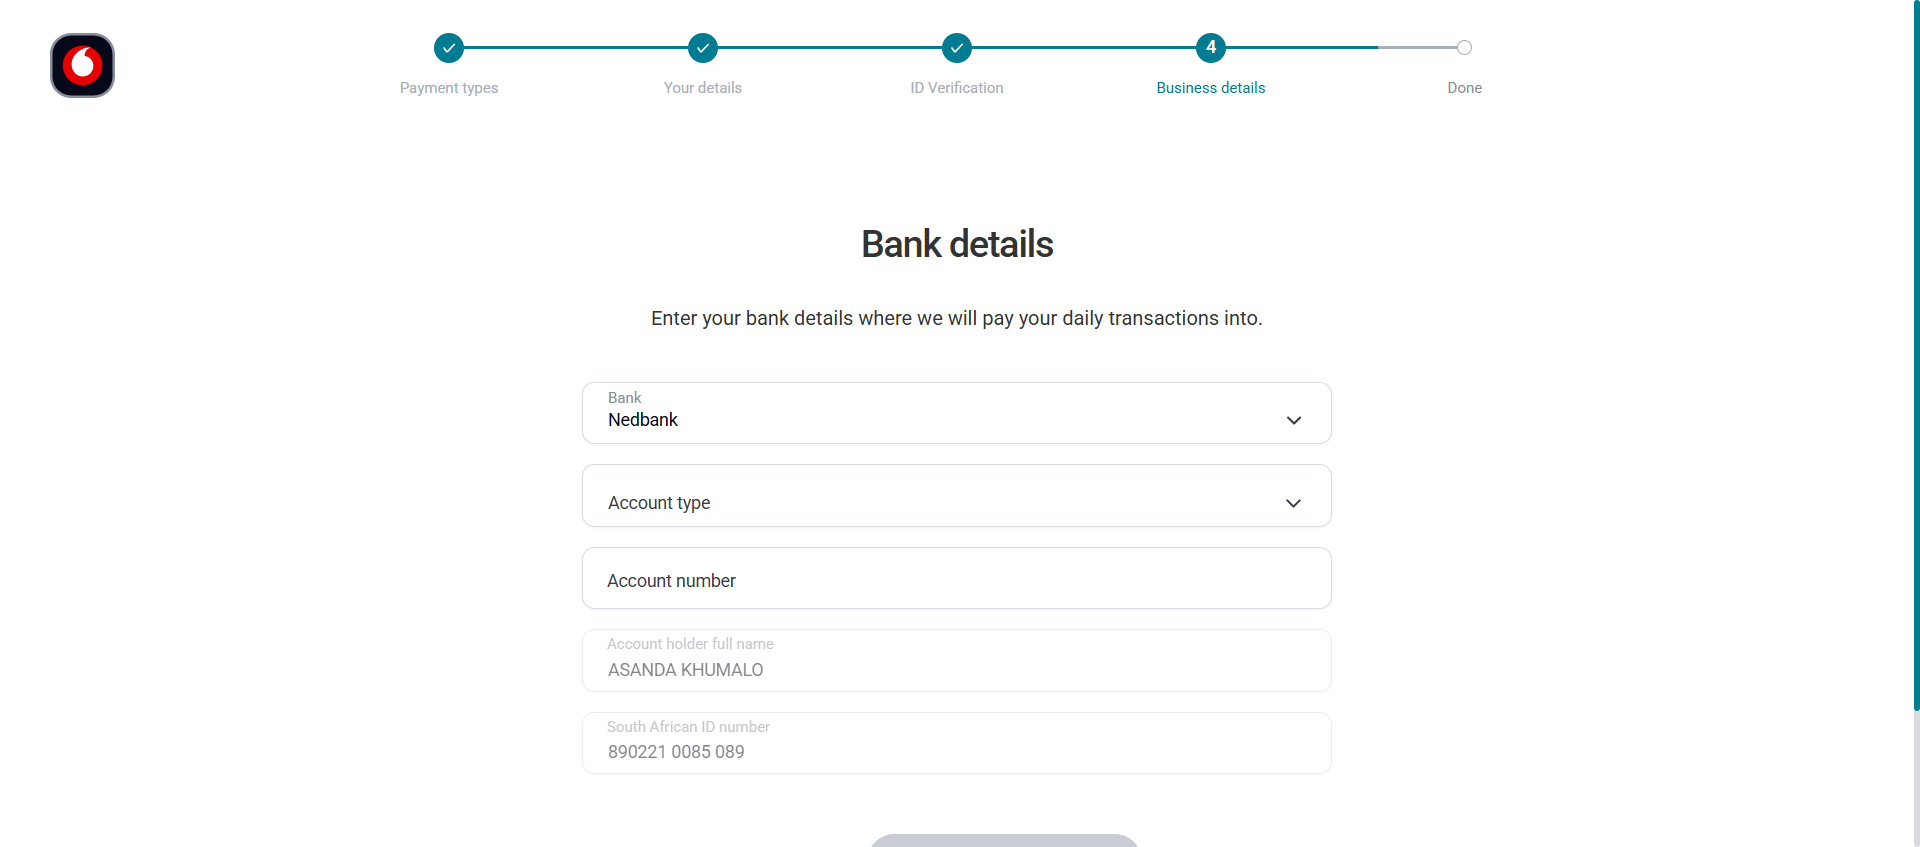 4
Payment types
Your details
ID Verification
Business details
Done
Bank details
Enter your bank details where we will pay your daily transactions into.
Bank
Nedbank
Account type
Account number
Account holder full name
ASANDA KHUMALO
South African ID number
890221 0085 089